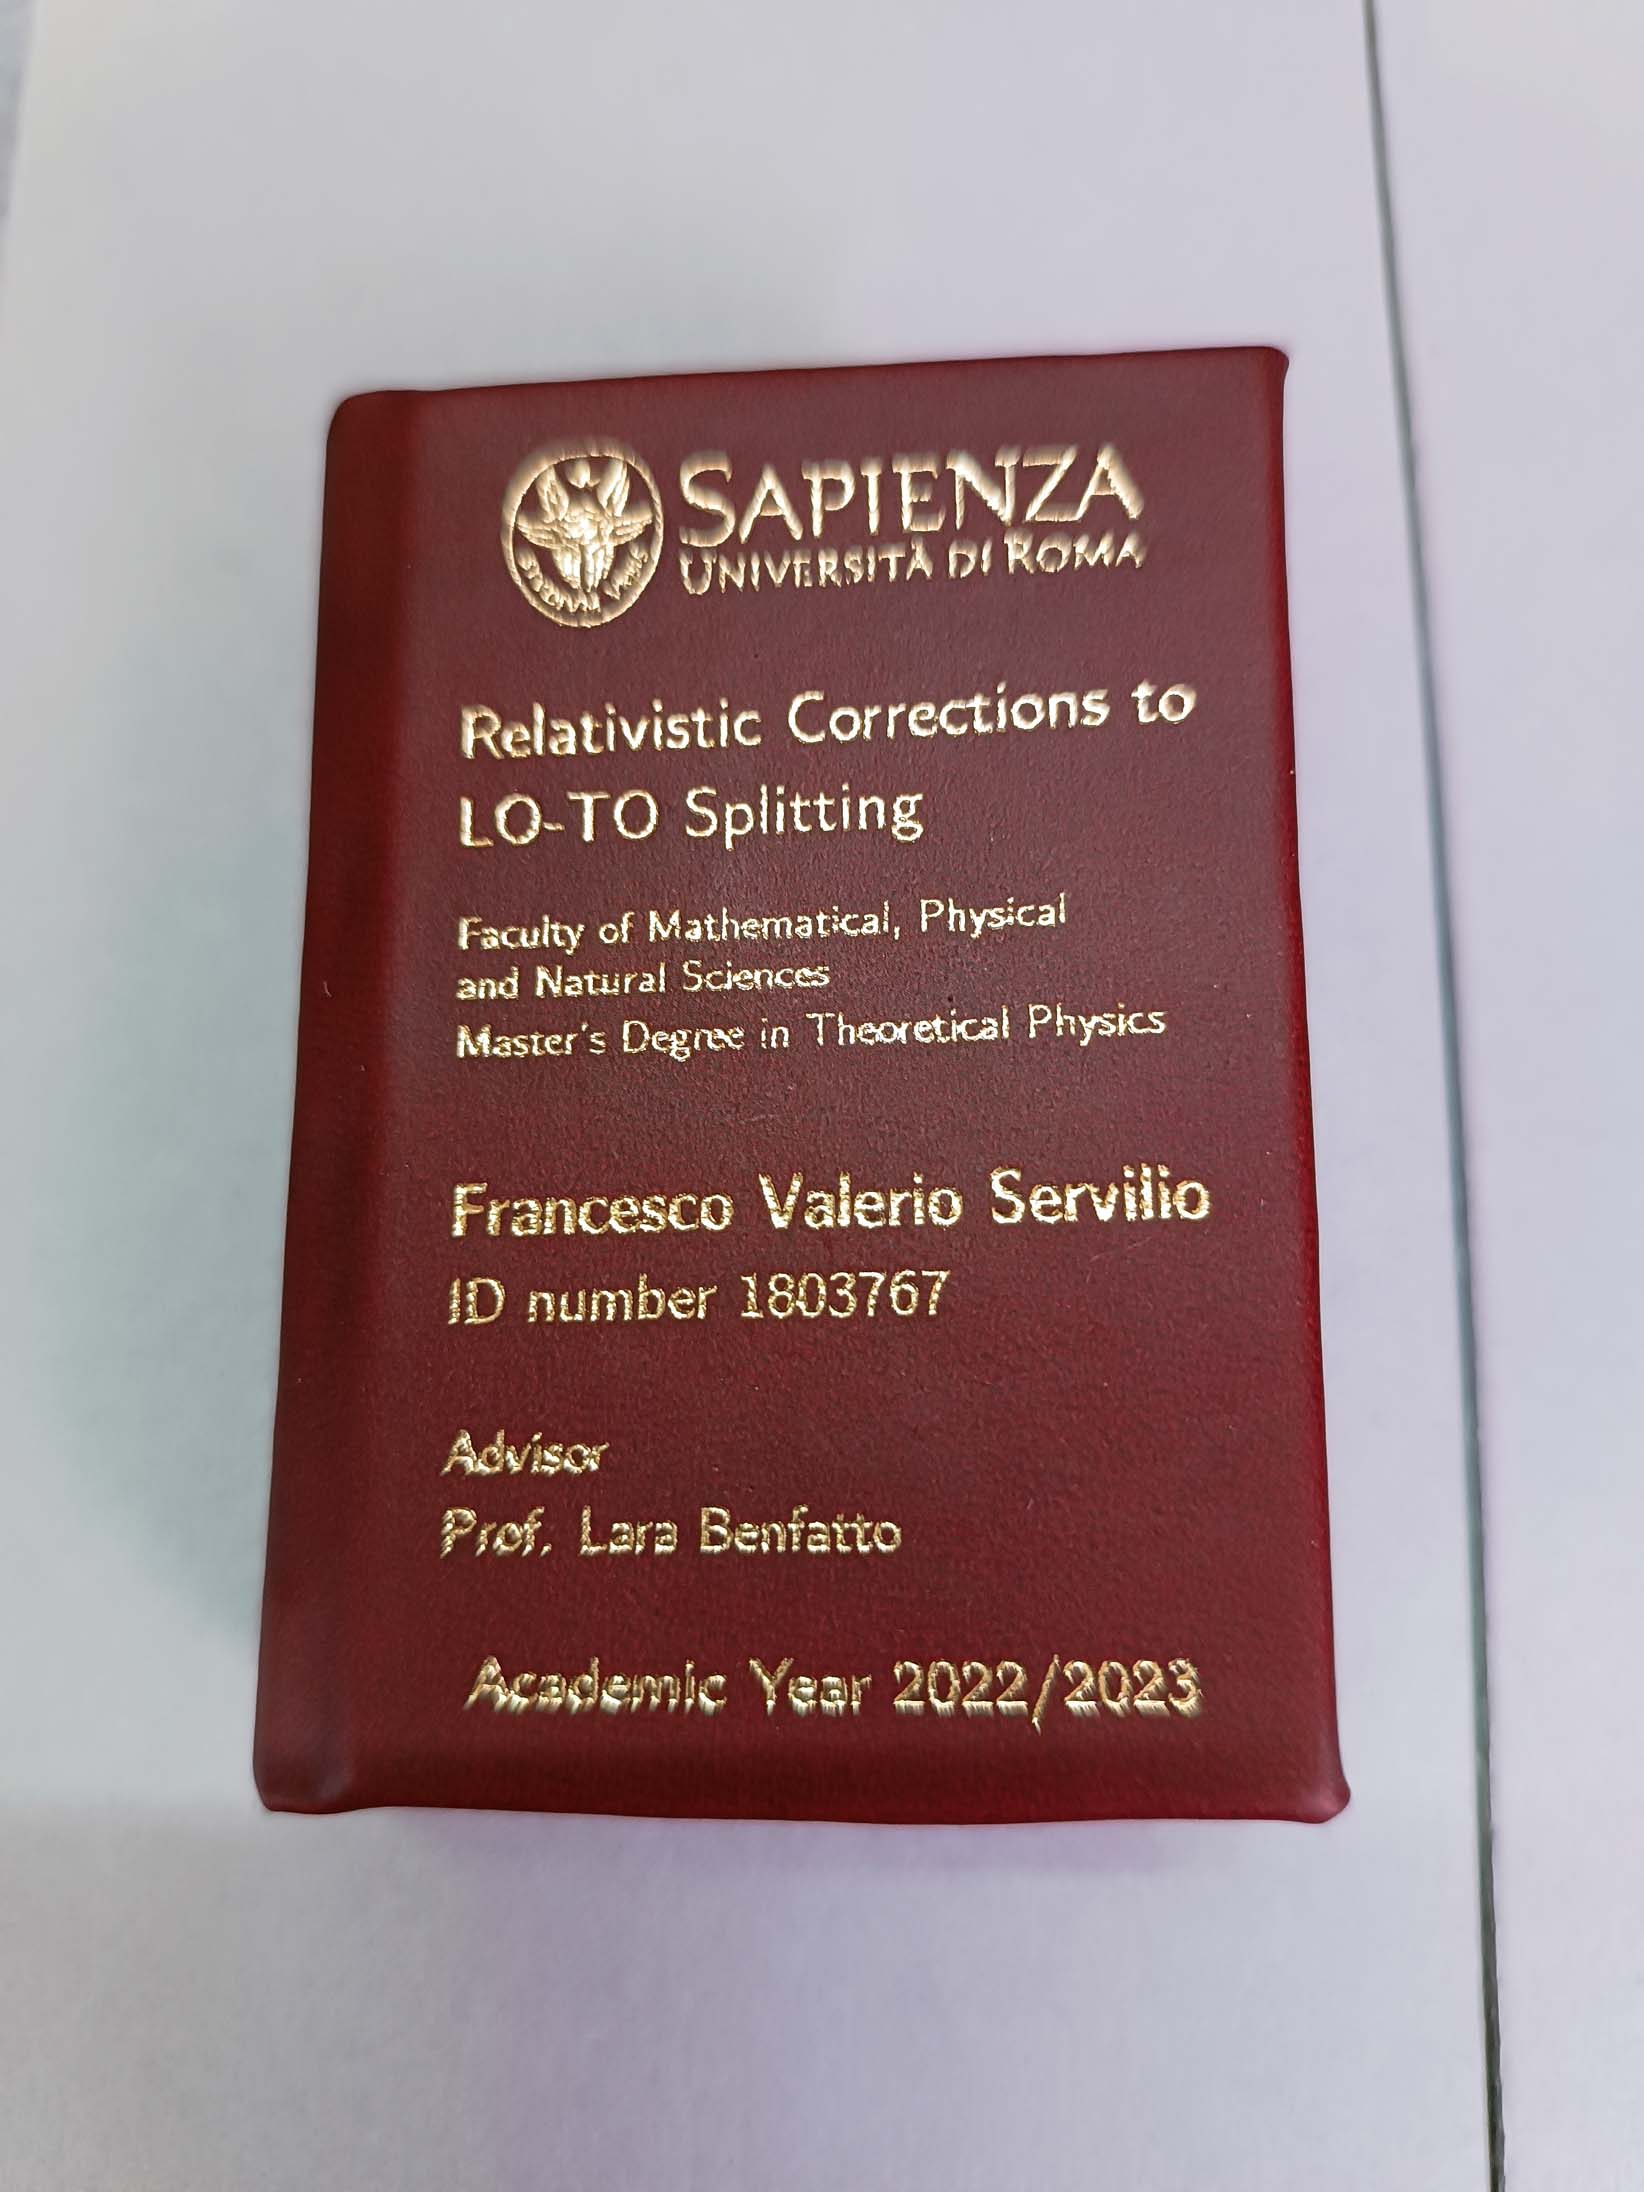 SAPIENZA
UNIVERSITÀ DI ROMA
Relativistic Corrections to
LO-TO Splitting
Faculty of Mathematical, Physical
and Natural Sciences
Master's Degree in Theoretical Physics
Francesco Valerio Servilio
ID number 1803767
Advisor
Prof. Lara Benfatto
Academic Year 2022/2023